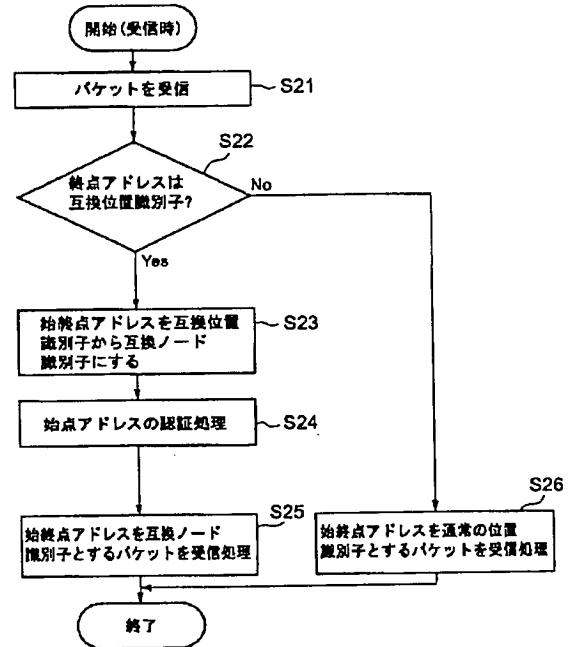 開始(受信時)
パケットを受信
S21
S22
終点アドレスは
互換位置識別子?
No
Yes
始終点アドレスを互換位置
識別子から互換ノード
識別子にする
S23
始点アドレスの認証処理
S24
S25
始終点アドレスを互換ノード
識別子とするパケットを受信処理
S26
始終点アドレスを通常の位置
識別子とするパケットを受信処理
終了